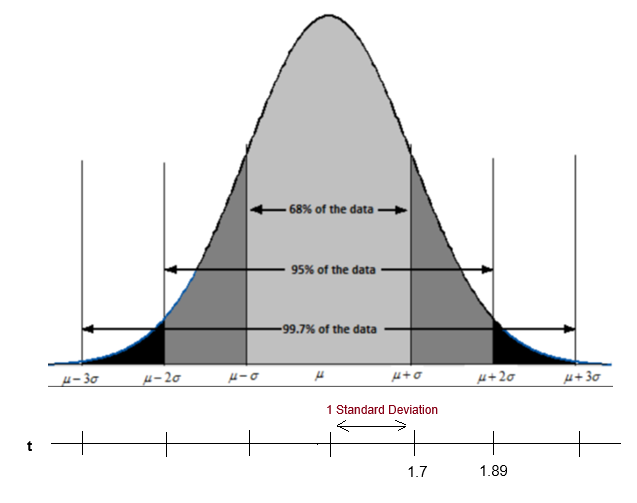 68% of the data
95% of the data
99.7% of the data
μ−3σ μ−2σ μ−σ μ μ+σ μ+2σ μ+3σ
1 Standard Deviation
t
1.7 1.89